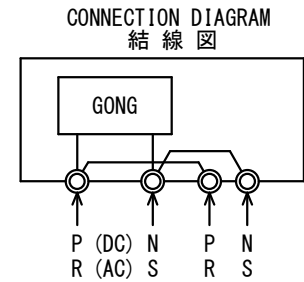 CONNECTION DIAGRAM
結線図
GONG
P (DC) N P N
R (AC) S R S